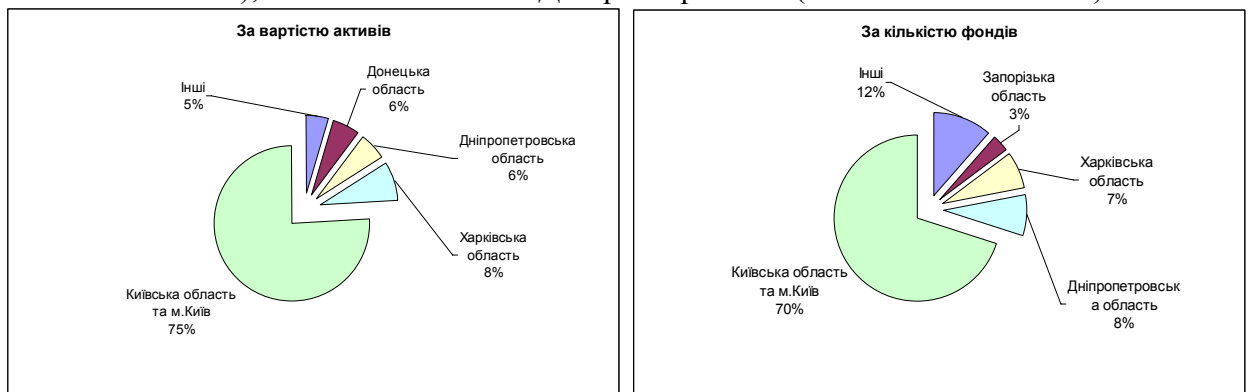 За вартістю активів
Інші
5%
Донецька
область
6%
Дніпропетровська
область
6%
Харківська
область
8%
Київська область
та м.Київ
75%
За кількістю фондів
Інші
12%
Запорізька
область
3%
Харківська
область
7%
Дніпропетровськ
а область
8%
Київська область
та м.Київ
70%